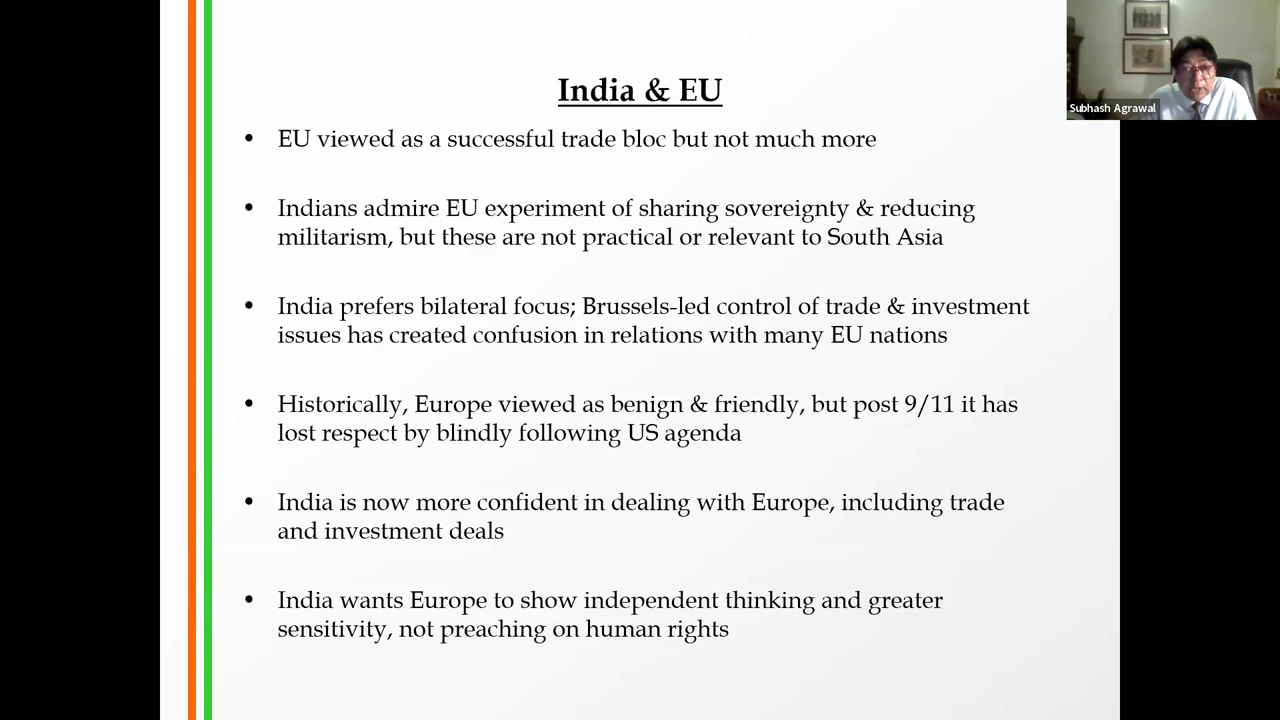 India & EU
• EU viewed as a successful trade bloc but not much more
• Indians admire EU experiment of sharing sovereignty & reducing
militarism, but these are not practical or relevant to South Asia
• India prefers bilateral focus; Brussels-led control of trade & investment
issues has created confusion in relations with many EU nations
• Historically, Europe viewed as benign & friendly, but post 9/11 it has
lost respect by blindly following US agenda
• India is now more confident in dealing with Europe, including trade
and investment deals
• India wants Europe to show independent thinking and greater
sensitivity, not preaching on human rights
Subhash Agrawal